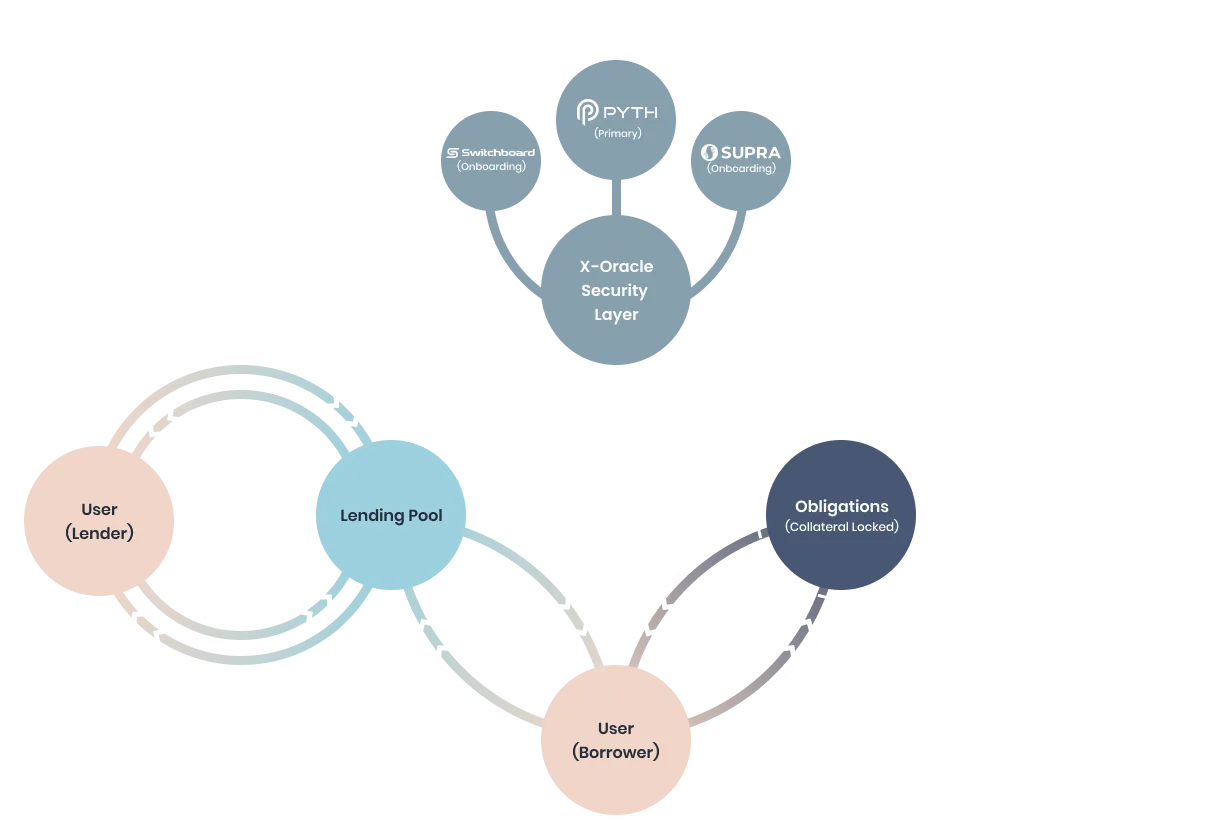 PYTH
(Primary)
Switchboard
(Onboarding)
SUPRA
(Onboarding)
X-Oracle
Security
Layer
User
(Lender)
Lending Pool
Obligations
(Collateral Locked)
User
(Borrower)